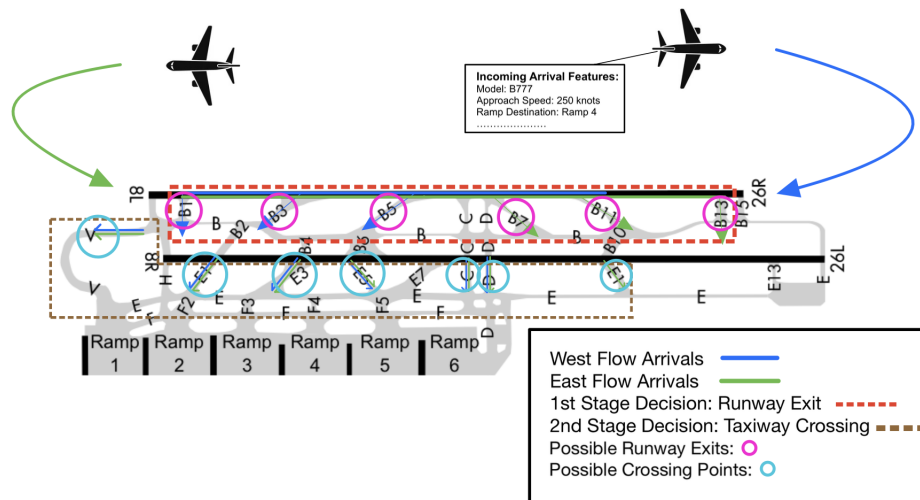 Incoming Arrival Features:
Model: B777
Approach Speed: 250 knots
Ramp Destination: Ramp 4
.....................
8L
26R
B1
B3
B5
C
D
B7
B11
B13
B15
B
B2
B
B
V
8R
B4
B6
C
D
B10
26L
H
E1
E3
E5
E7
C
D
E11
E13
E
V
E
F
F2
E
F3
F
F4
F5
E
F
E
E
D
Ramp
1
Ramp
2
Ramp
3
Ramp
4
Ramp
5
Ramp
6
West Flow Arrivals
East Flow Arrivals
1st Stage Decision: Runway Exit
2nd Stage Decision: Taxiway Crossing
Possible Runway Exits:
Possible Crossing Points: